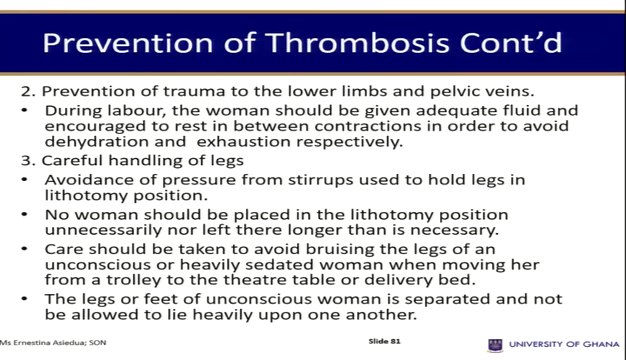 Prevention of Thrombosis Cont'd
2. Prevention of trauma to the lower limbs and pelvic veins.
• During labour, the woman should be given adequate fluid and
encouraged to rest in between contractions in order to avoid
dehydration and exhaustion respectively.
3. Careful handling of legs
• Avoidance of pressure from stirrups used to hold legs in
lithotomy position.
• No woman should be placed in the lithotomy position
unnecessarily nor left there longer than is necessary.
• Care should be taken to avoid bruising the legs of an
unconscious or heavily sedated woman when moving her
from a trolley to the theatre table or delivery bed.
• The legs or feet of unconscious woman is separated and not
be allowed to lie heavily upon one another.
Ms Ernestina Asiedua; SON
Slide 81
UNIVERSITY OF GHANA